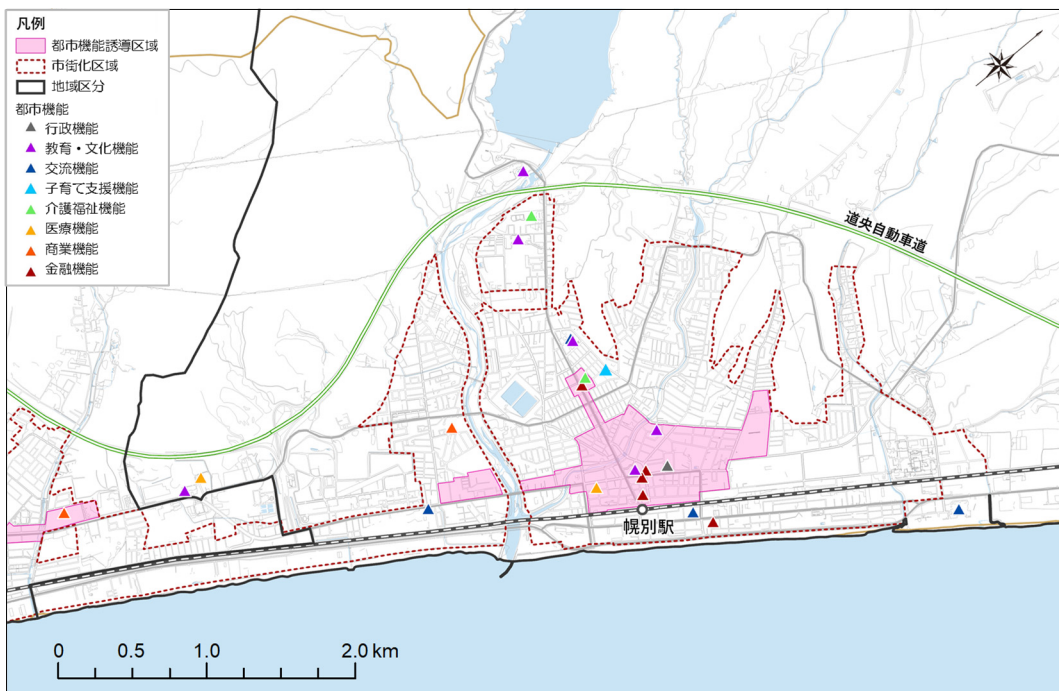 凡例
都市機能誘導区域
市街化区域
地域区分
都市機能
行政機能
教育・文化機能
交流機能
子育て支援機能
介護福祉機能
医療機能
商業機能
金融機能
道央自動車道
幌別駅
0 0.5 1.0 2.0 km